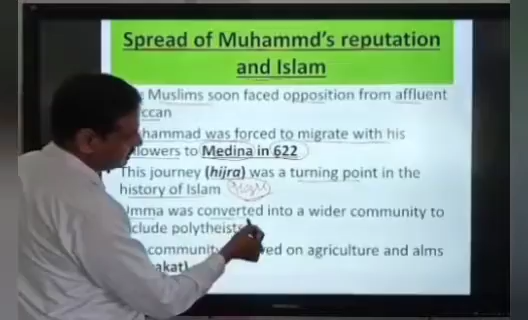 Spread of Muhammd's reputation
and Islam
Muslims soon faced opposition from affluent
ccan
hammad was forced to migrate with his
llowers to Medina in 622
This journey (hijra) was a turning point in the
history of Islam
Umma was converted into a wider community to
clude polytheists
community ved on agriculture and alms
akat)